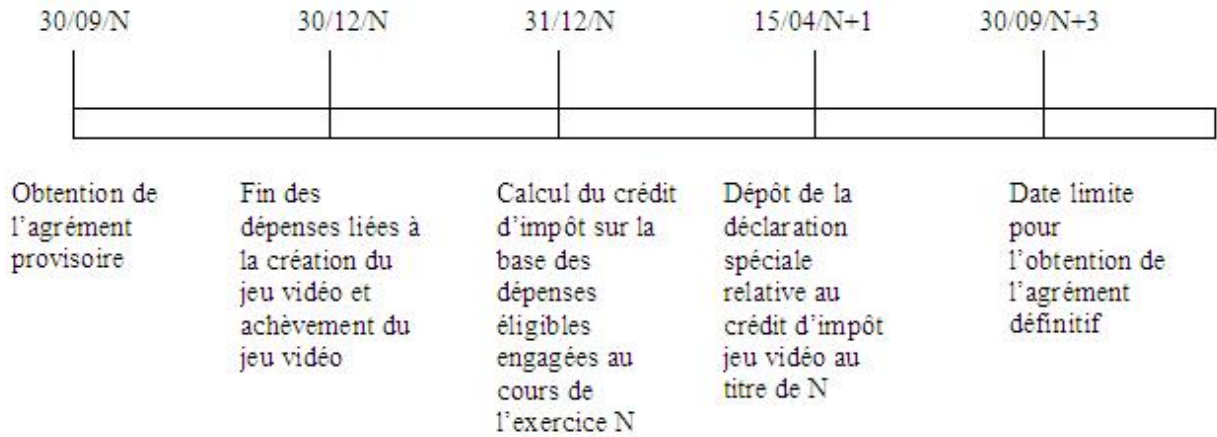 30/09/N 30/12/N 31/12/N 15/04/N+1 30/09/N+3
Obtention de
l'agrément
provisoire
Fin des
dépenses liées à
la création du
jeu vidéo et
achèvement du
jeu vidéo
Calcul du crédit
d'impôt sur la
base des
dépenses
éligibles
engagées au
cours de
l'exercice N
Dépôt de la
déclaration
spéciale
relative au
crédit d'impôt
jeu vidéo au
titre de N
Date limite
pour
l'obtention de
l'agrément
définitif